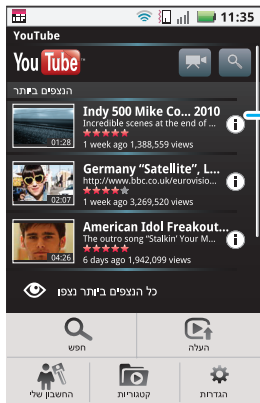 11:35
YouTube
You Tube
הנצפים ביותר
Indy 500 Mike Co... 2010
Incredible scenes at the end of ...
01:28
1 week ago 1,388,559 views
Germany “Satellite”, L...
http://www.bbc.co.uk/eurovisio...
02:07
1 week ago 3,269,520 views
American Idol Freakout...
The outro song “Stalkin’ Your M...
04:26
6 days ago 1,942,099 views
כל הנצפים ביותר נצפו
חפש
העלה
החשבון שלי
קטגוריות
הגדרות